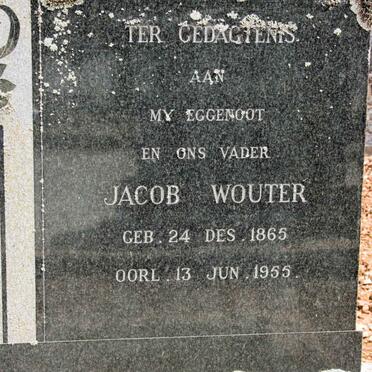 TER GEDAGTENIS
AAN
MY EGGENOOT
EN ONS VADER
JACOB WOUTER
GEB. 24 DES. 1865
OORL. 13 JUN. 1955.